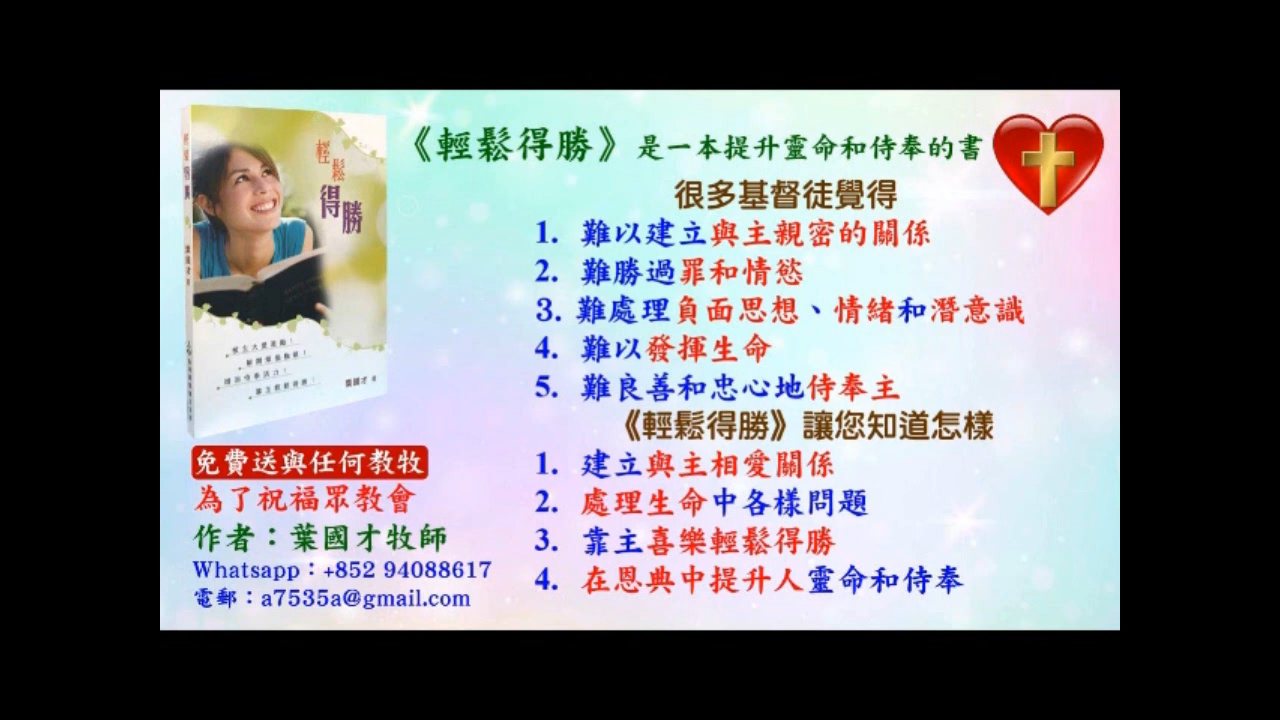 《輕鬆得勝》是一本提升靈命和侍奉的書
很多基督徒覺得
1. 難以建立與主親密的關係
2. 難勝過罪和情慾
3. 難處理負面思想、情緒和潛意識
4. 難以發揮生命
5. 難良善和忠心地侍奉主
《輕鬆得勝》讓您知道怎樣
1. 建立與主相愛關係
2. 處理生命中各樣問題
3. 靠主喜樂輕鬆得勝
4. 在恩典中提升人靈命和侍奉
輕鬆
得勝
葉國才 著
免費送與任何教牧
為了祝福眾教會
作者：葉國才牧師
Whatsapp：+852 94088617
電郵：a7535a@gmail.com